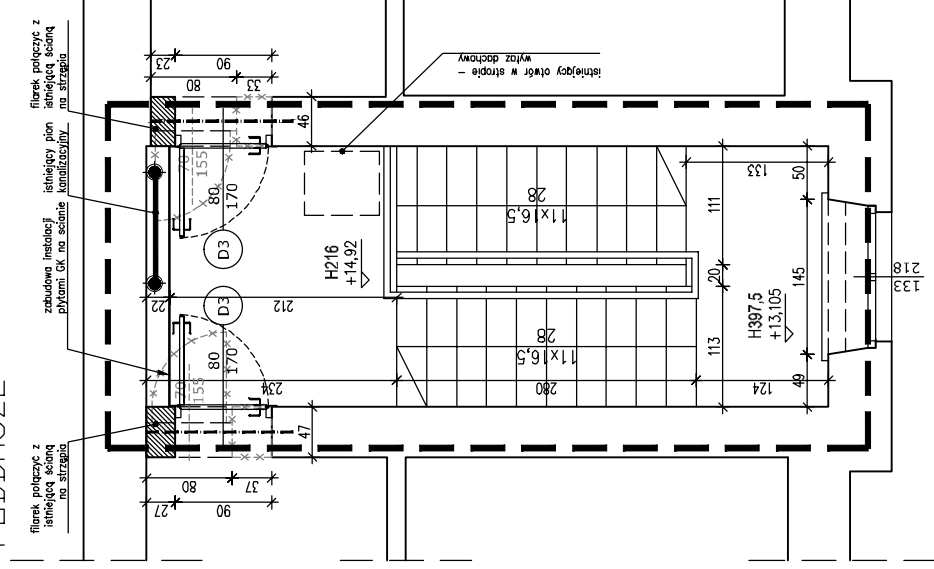 filarek połączyć z
istniejącą ścianą
na strzępia
istniejący pion
kanalizacyjny
zabudowa instalacji
płytami GK na ścianie
filarek połączyć z
istniejącą ścianą
na strzępia
istniejący otwór w stropie –
wyłaz dachowy
23
90
80
33
46
70
155
80
170
D3
H216
+14,92
11x16,5
28
133
50
111
20
145
113
49
H397,5
+13,105
133
218
22
212
D3
80
170
70
155
234
280
124
11x16,5
28
47
80
37
27
90